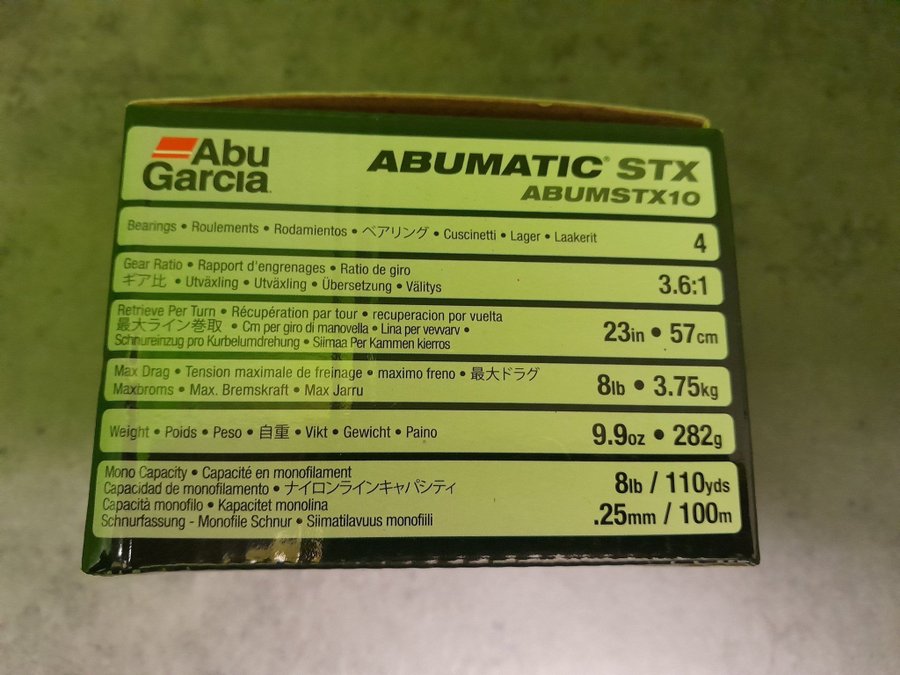 Abu
Garcia
ABUMATIC® STX
ABUMSTX10
Bearings • Roulements • Rodamientos • ベアリング • Cuscinetti • Lager • Laakerit
4
Gear Ratio • Rapport d'engrenages • Ratio de giro
ギア比 • Utväxling • Utväxling • Übersetzung • Välitys
3.6:1
Retrieve Per Turn • Récupération par tour • recuperacion por vuelta
最大ライン巻取 • Cm per giro di manovella • Lina per vevvarv •
Schnureinzug pro Kurbelumdrehung • Siimaa Per Kammen kierros
23in • 57cm
Max Drag • Tension maximale de freinage • maximo freno • 最大ドラグ
Maxbroms • Max. Bremskraft • Max Jarru
8lb • 3.75kg
Weight • Poids • Peso • 自重 • Vikt • Gewicht • Paino
9.9oz • 282g
Mono Capacity • Capacité en monofilament
Capacidad de monofilamento • ナイロンラインキャパシティ
Capacità monofilo • Kapacitet monolina
Schnurfassung - Monofile Schnur • Siimatilavuus monofiili
8lb / 110yds
.25mm / 100m